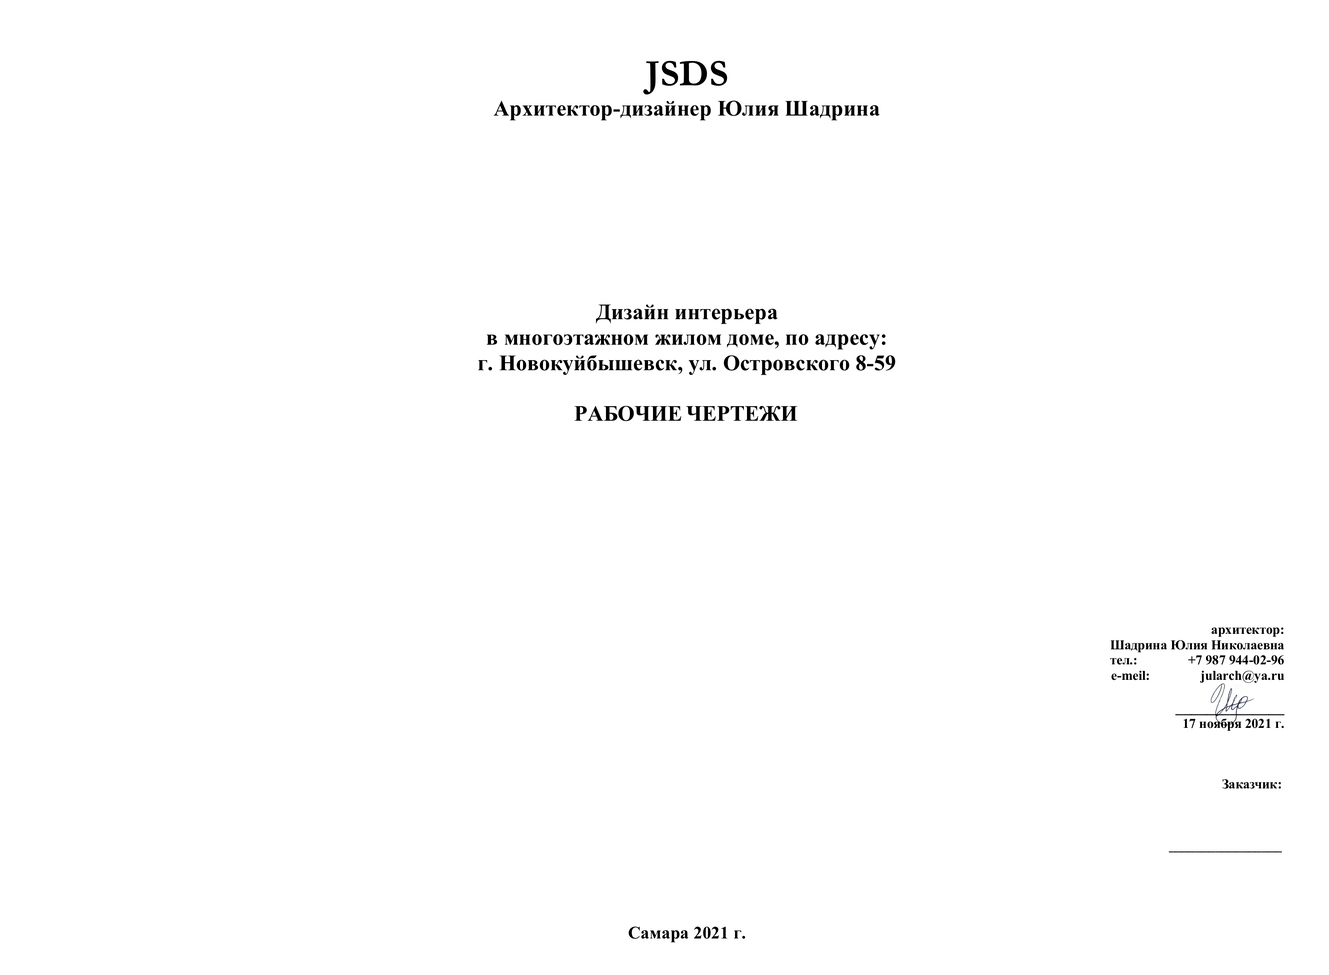 JSDS
Архитектор-дизайнер Юлия Шадрина
Дизайн интерьера
в многоэтажном жилом доме, по адресу:
г. Новокуйбышевск, ул. Островского 8-59
РАБОЧИЕ ЧЕРТЕЖИ
архитектор:
Шадрина Юлия Николаевна
тел.: +7 987 944-02-96
e-meil: jularch@ya.ru
17 ноября 2021 г.
Заказчик:
Самара 2021 г.